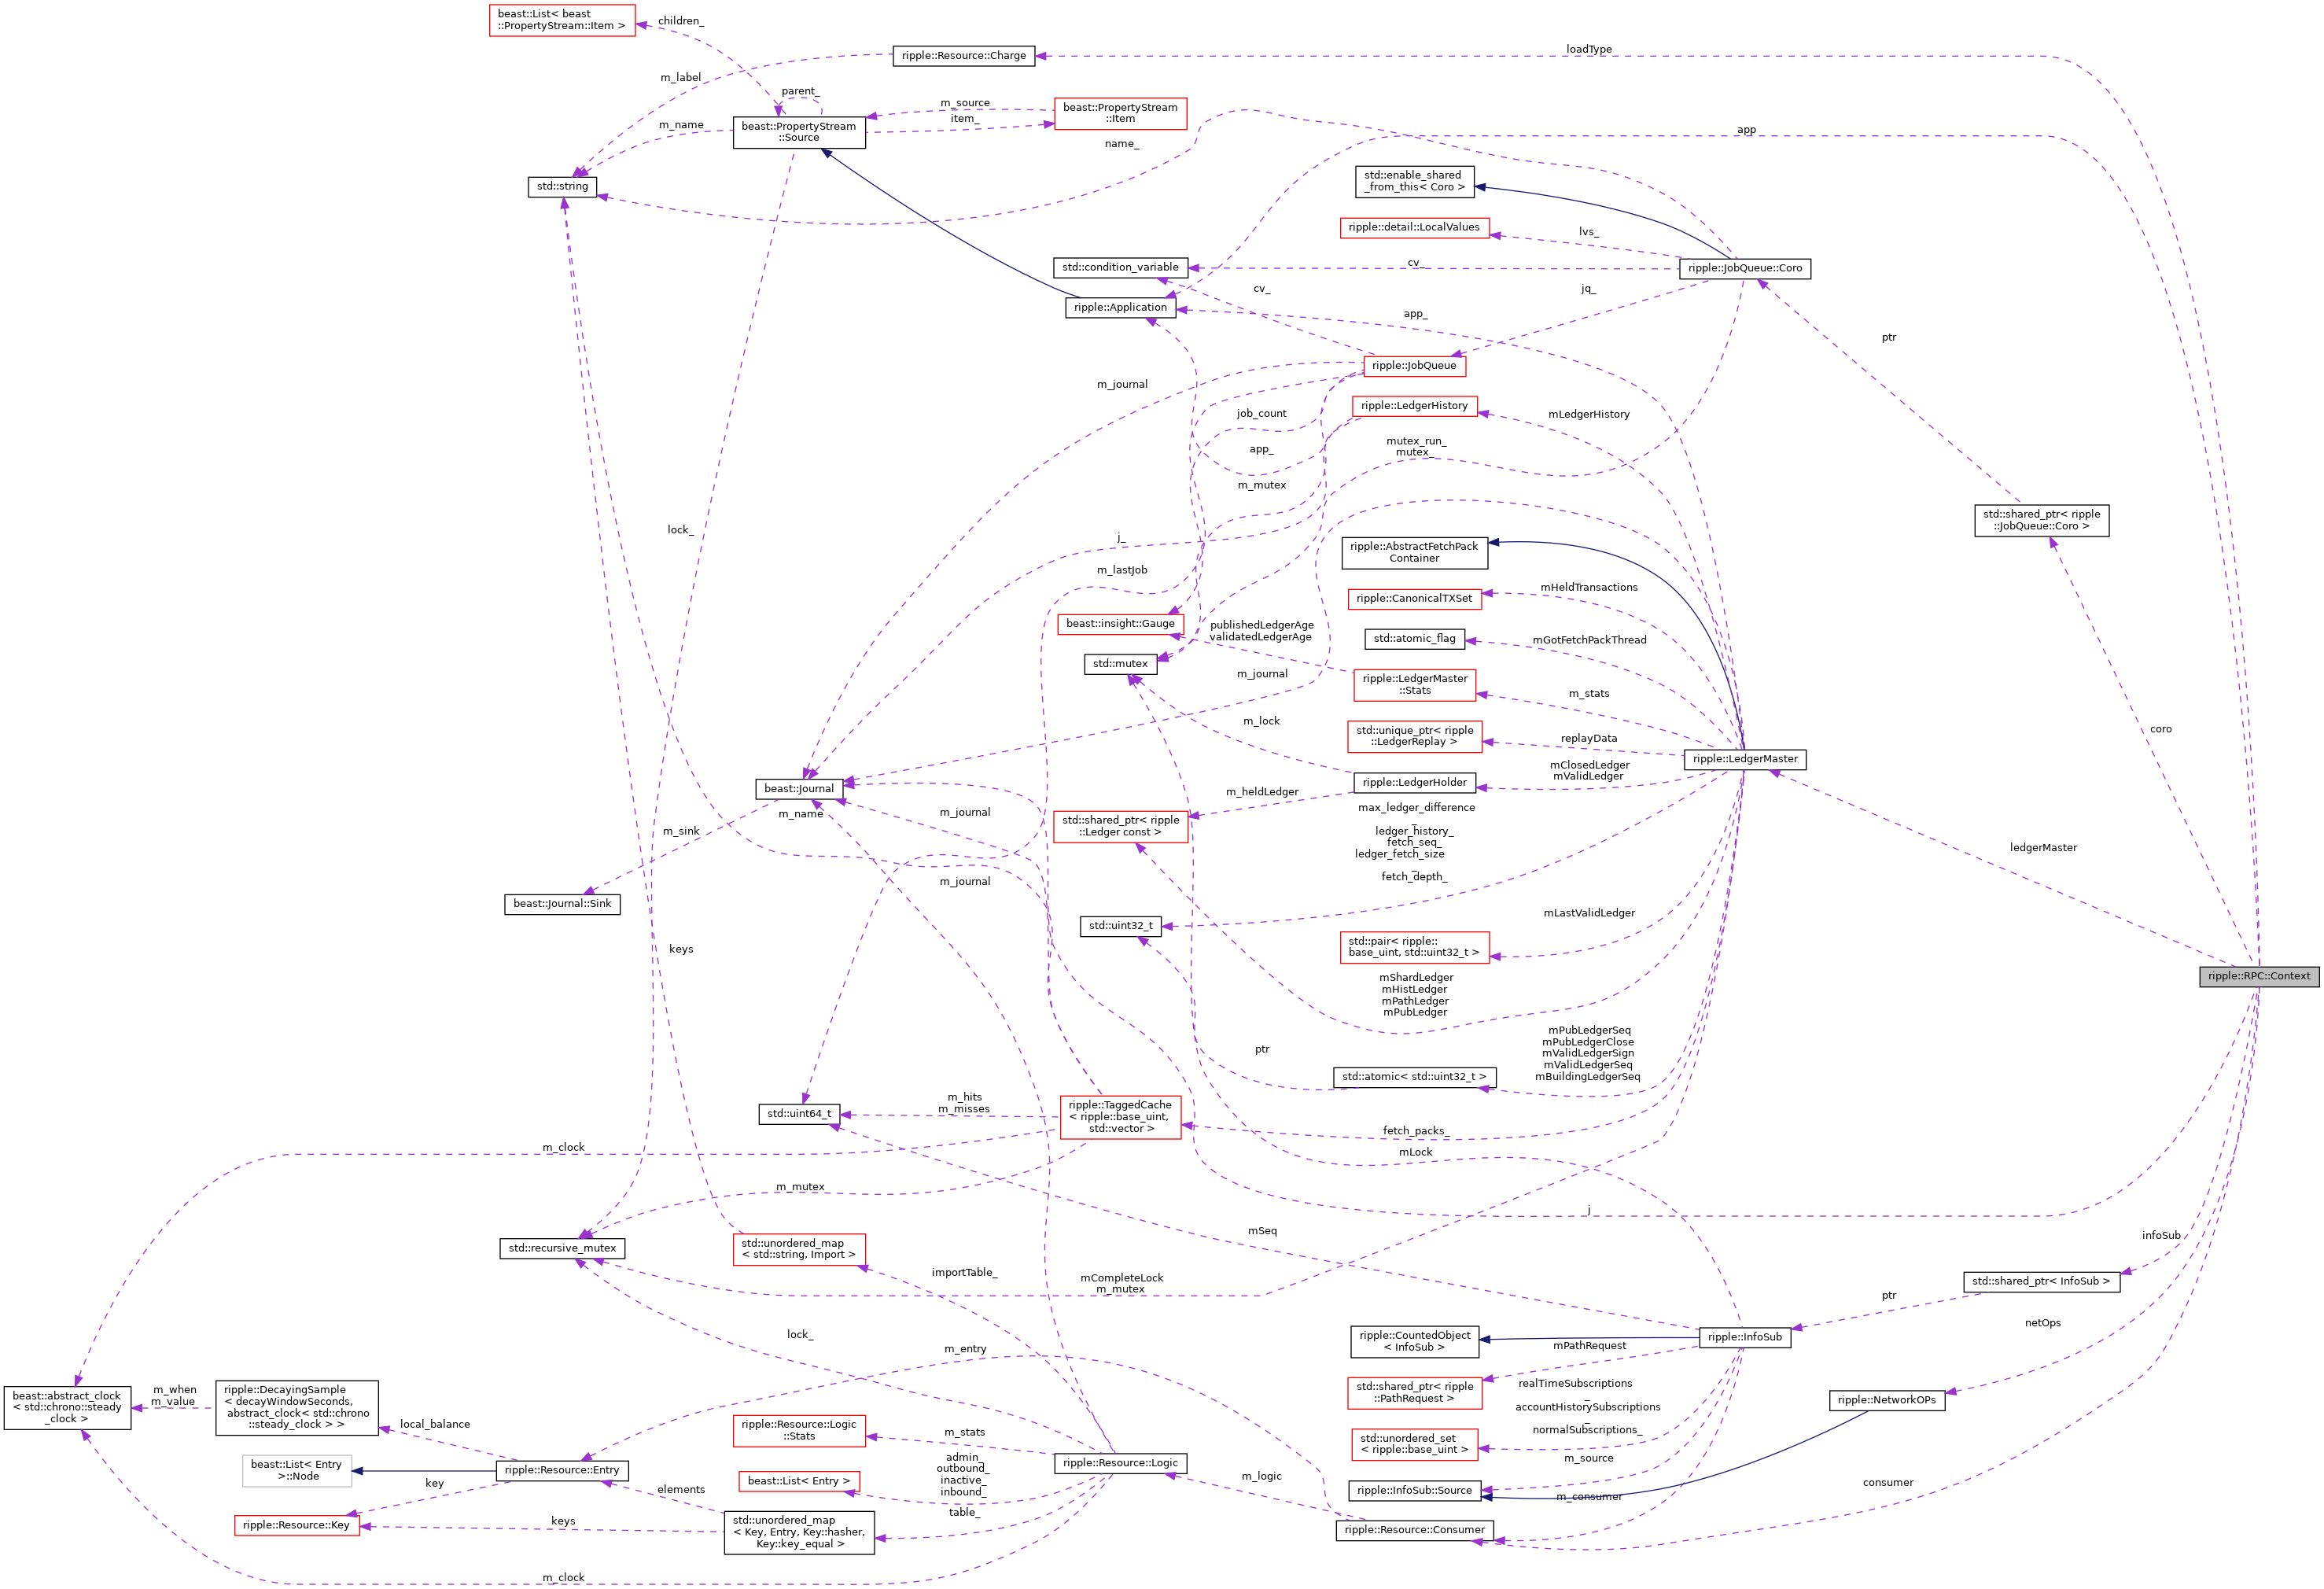 beast::List< beast
::PropertyStream::Item >
children_
ripple::Resource::Charge
loadType
m_label
parent_
m_source
item_
beast::PropertyStream
::Item
m_name
beast::PropertyStream
::Source
name_
app
std::string
std::enable_shared
_from_this< Coro >
ripple::detail::LocalValues
lvs_
std::condition_variable
cv_
ripple::JobQueue::Coro
cv_
jq_
ripple::Application
app_
ptr
ripple::JobQueue
m_journal
job_count
ripple::LedgerHistory
mLedgerHistory
app_
mutex_run_
mutex_
m_mutex
lock_
j_
std::shared_ptr< ripple
::JobQueue::Coro >
ripple::AbstractFetchPack
Container
m_lastJob
mHeldTransactions
ripple::CanonicalTXSet
beast::insight::Gauge
publishedLedgerAge
validatedLedgerAge
std::atomic_flag
mGotFetchPackThread
std::mutex
m_journal
ripple::LedgerMaster
::Stats
m_stats
m_lock
std::unique_ptr< ripple
::LedgerReplay >
replayData
coro
ripple::LedgerMaster
mClosedLedger
mValidLedger
ripple::LedgerHolder
beast::Journal
m_heldLedger
m_name
m_journal
m_sink
std::shared_ptr< ripple
::Ledger const >
max_ledger_difference
_
ledger_history_
fetch_seq_
ledger_fetch_size
_
fetch_depth_
ledgerMaster
m_journal
beast::Journal::Sink
std::uint32_t
mLastValidLedger
keys
std::pair< ripple::
base_uint, std::uint32_t >
ripple::RPC::Context
mShardLedger
mHistLedger
mPathLedger
mPubLedger
ptr
mPubLedgerSeq
mPubLedgerClose
mValidLedgerSign
mValidLedgerSeq
mBuildingLedgerSeq
std::atomic< std::uint32_t >
std::uint64_t
m_hits
m_misses
ripple::TaggedCache
< ripple::base_uint,
std::vector >
fetch_packs_
m_clock
mLock
m_mutex
j
mSeq
infoSub
std::recursive_mutex
std::unordered_map
< std::string, Import >
importTable_
mCompleteLock
m_mutex
std::shared_ptr< InfoSub >
ptr
lock_
netOps
ripple::CountedObject
< InfoSub >
ripple::InfoSub
mPathRequest
m_entry
std::shared_ptr< ripple
::PathRequest >
realTimeSubscriptions
_
accountHistorySubscriptions
_
normalSubscriptions_
ripple::NetworkOPs
beast::abstract_clock
< std::chrono::steady
_clock >
m_when
m_value
ripple::DecayingSample
< decayWindowSeconds,
abstract_clock< std::chrono
::steady_clock > >
local_balance
ripple::Resource::Logic
::Stats
m_stats
std::unordered_set
< ripple::base_uint >
m_source
beast::List< Entry
>::Node
ripple::Resource::Entry
admin_
outbound_
inactive_
inbound_
ripple::Resource::Logic
m_logic
consumer
key
elements
beast::List< Entry >
ripple::InfoSub::Source
m_consumer
table_
ripple::Resource::Key
keys
std::unordered_map
< Key, Entry, Key::hasher,
Key::key_equal >
ripple::Resource::Consumer
m_clock